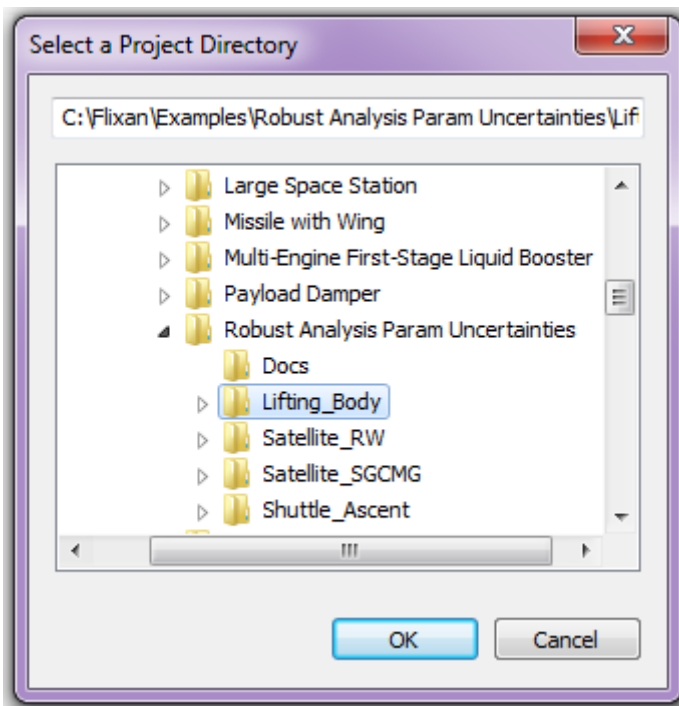 Select a Project Directory
C:\Flixan\Examples\Robust Analysis Param Uncertainties\Lif
Large Space Station
Missile with Wing
Multi-Engine First-Stage Liquid Booster
Payload Damper
Robust Analysis Param Uncertainties
Docs
Lifting_Body
Satellite_RW
Satellite_SGCMG
Shuttle_Ascent
OK
Cancel